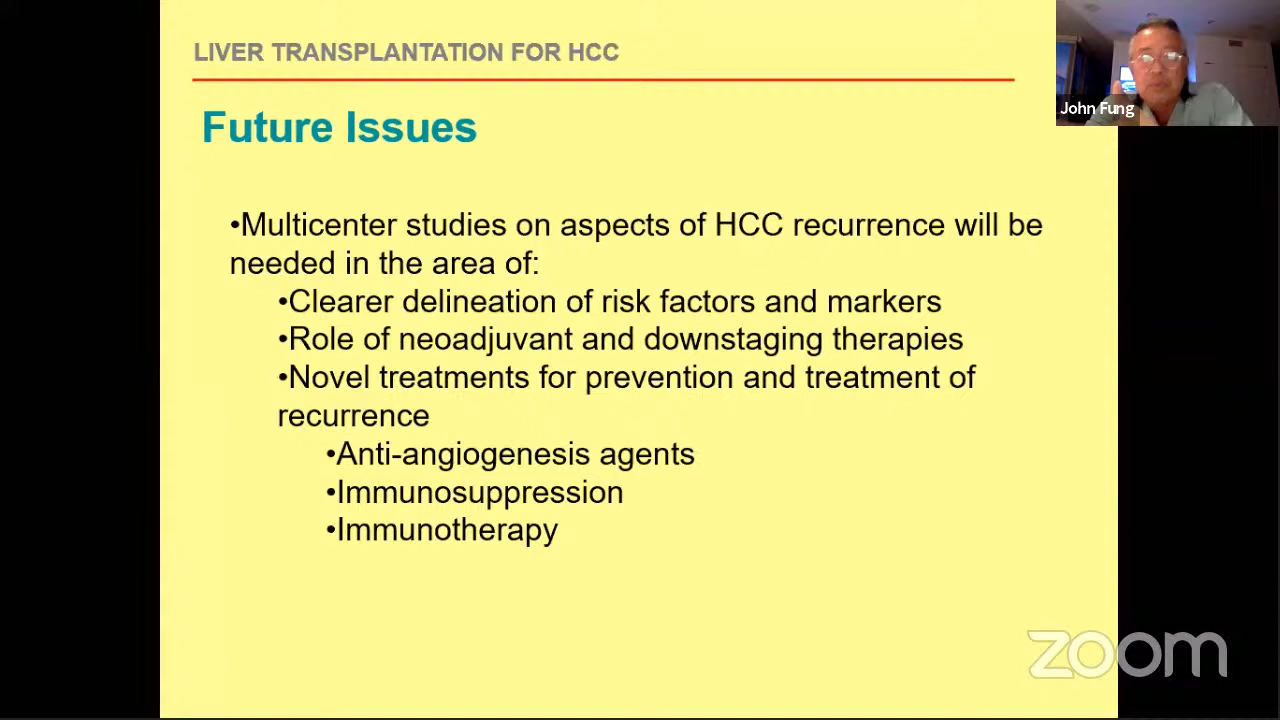 LIVER TRANSPLANTATION FOR HCC
John Fung
Future Issues
•Multicenter studies on aspects of HCC recurrence will be
needed in the area of:
•Clearer delineation of risk factors and markers
•Role of neoadjuvant and downstaging therapies
•Novel treatments for prevention and treatment of
recurrence
•Anti-angiogenesis agents
•Immunosuppression
•Immunotherapy
zoom